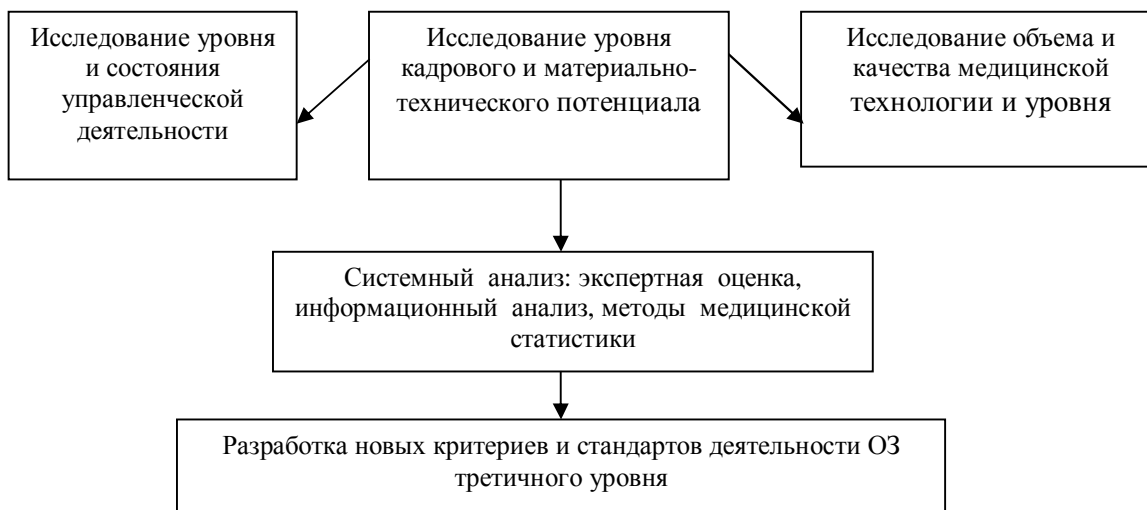 Исследование уровня
и состояния
управленческой
деятельности
Исследование уровня
кадрового и материально-
технического потенциала
Исследование объема и
качества медицинской
технологии и уровня
Системный анализ: экспертная оценка,
информационный анализ, методы медицинской
статистики
Разработка новых критериев и стандартов деятельности ОЗ
третичного уровня